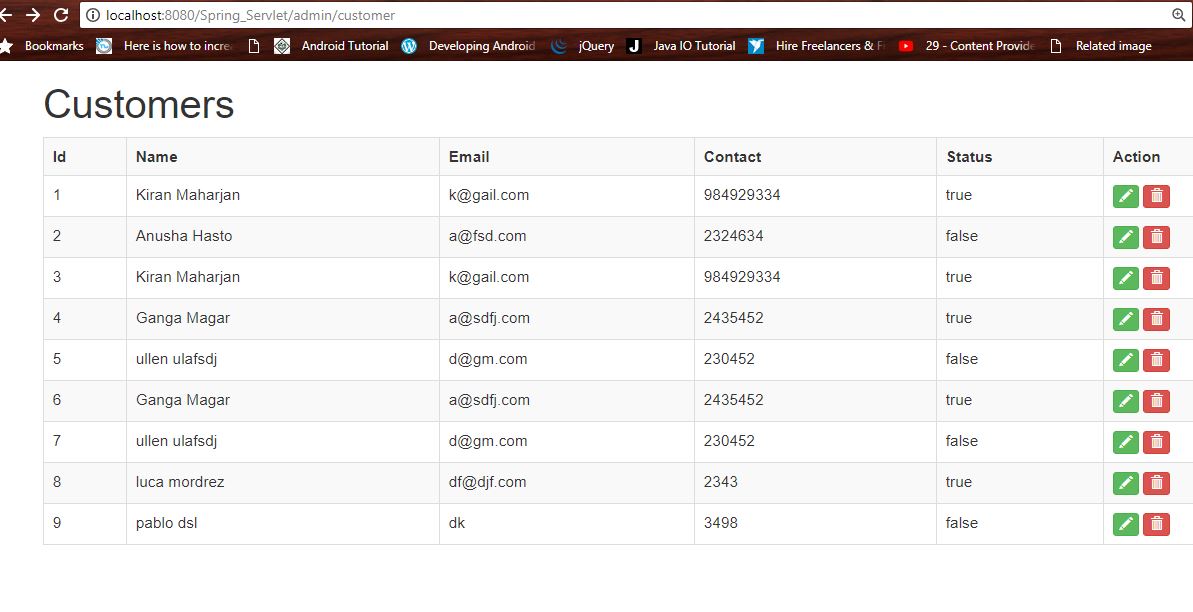 localhost:8080/Spring_Servlet/admin/customer
Bookmarks Here is how to incre Android Tutorial Developing Android jQuery J Java IO Tutorial Hire Freelancers & F 29 - Content Provide Related image
Customers
Id Name Email Contact Status Action
1 Kiran Maharjan k@gail.com 984929334 true
2 Anusha Hasto a@fsd.com 2324634 false
3 Kiran Maharjan k@gail.com 984929334 true
4 Ganga Magar a@sdfj.com 2435452 true
5 ullen ulafsdj d@gm.com 230452 false
6 Ganga Magar a@sdfj.com 2435452 true
7 ullen ulafsdj d@gm.com 230452 false
8 luca mordrez df@djf.com 2343 true
9 pablo dsl dk 3498 false